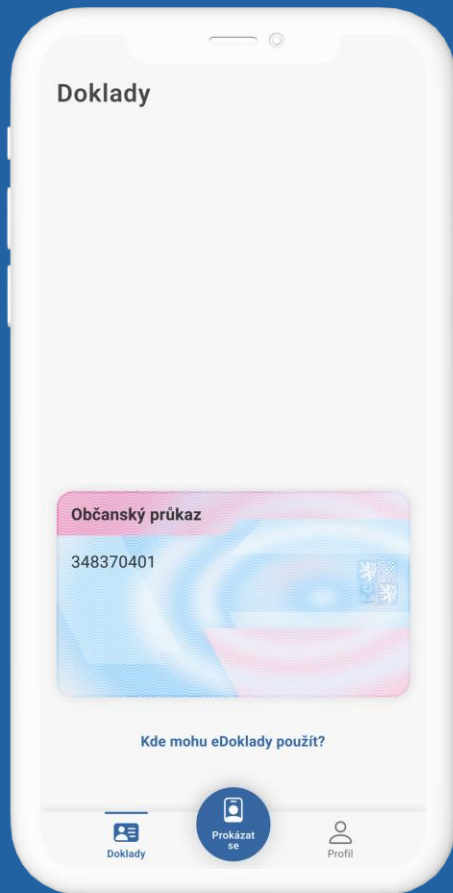 Doklady
Občanský průkaz
348370401
Kde mohu eDoklady použít?
Doklady
Prokázat
se
Profil